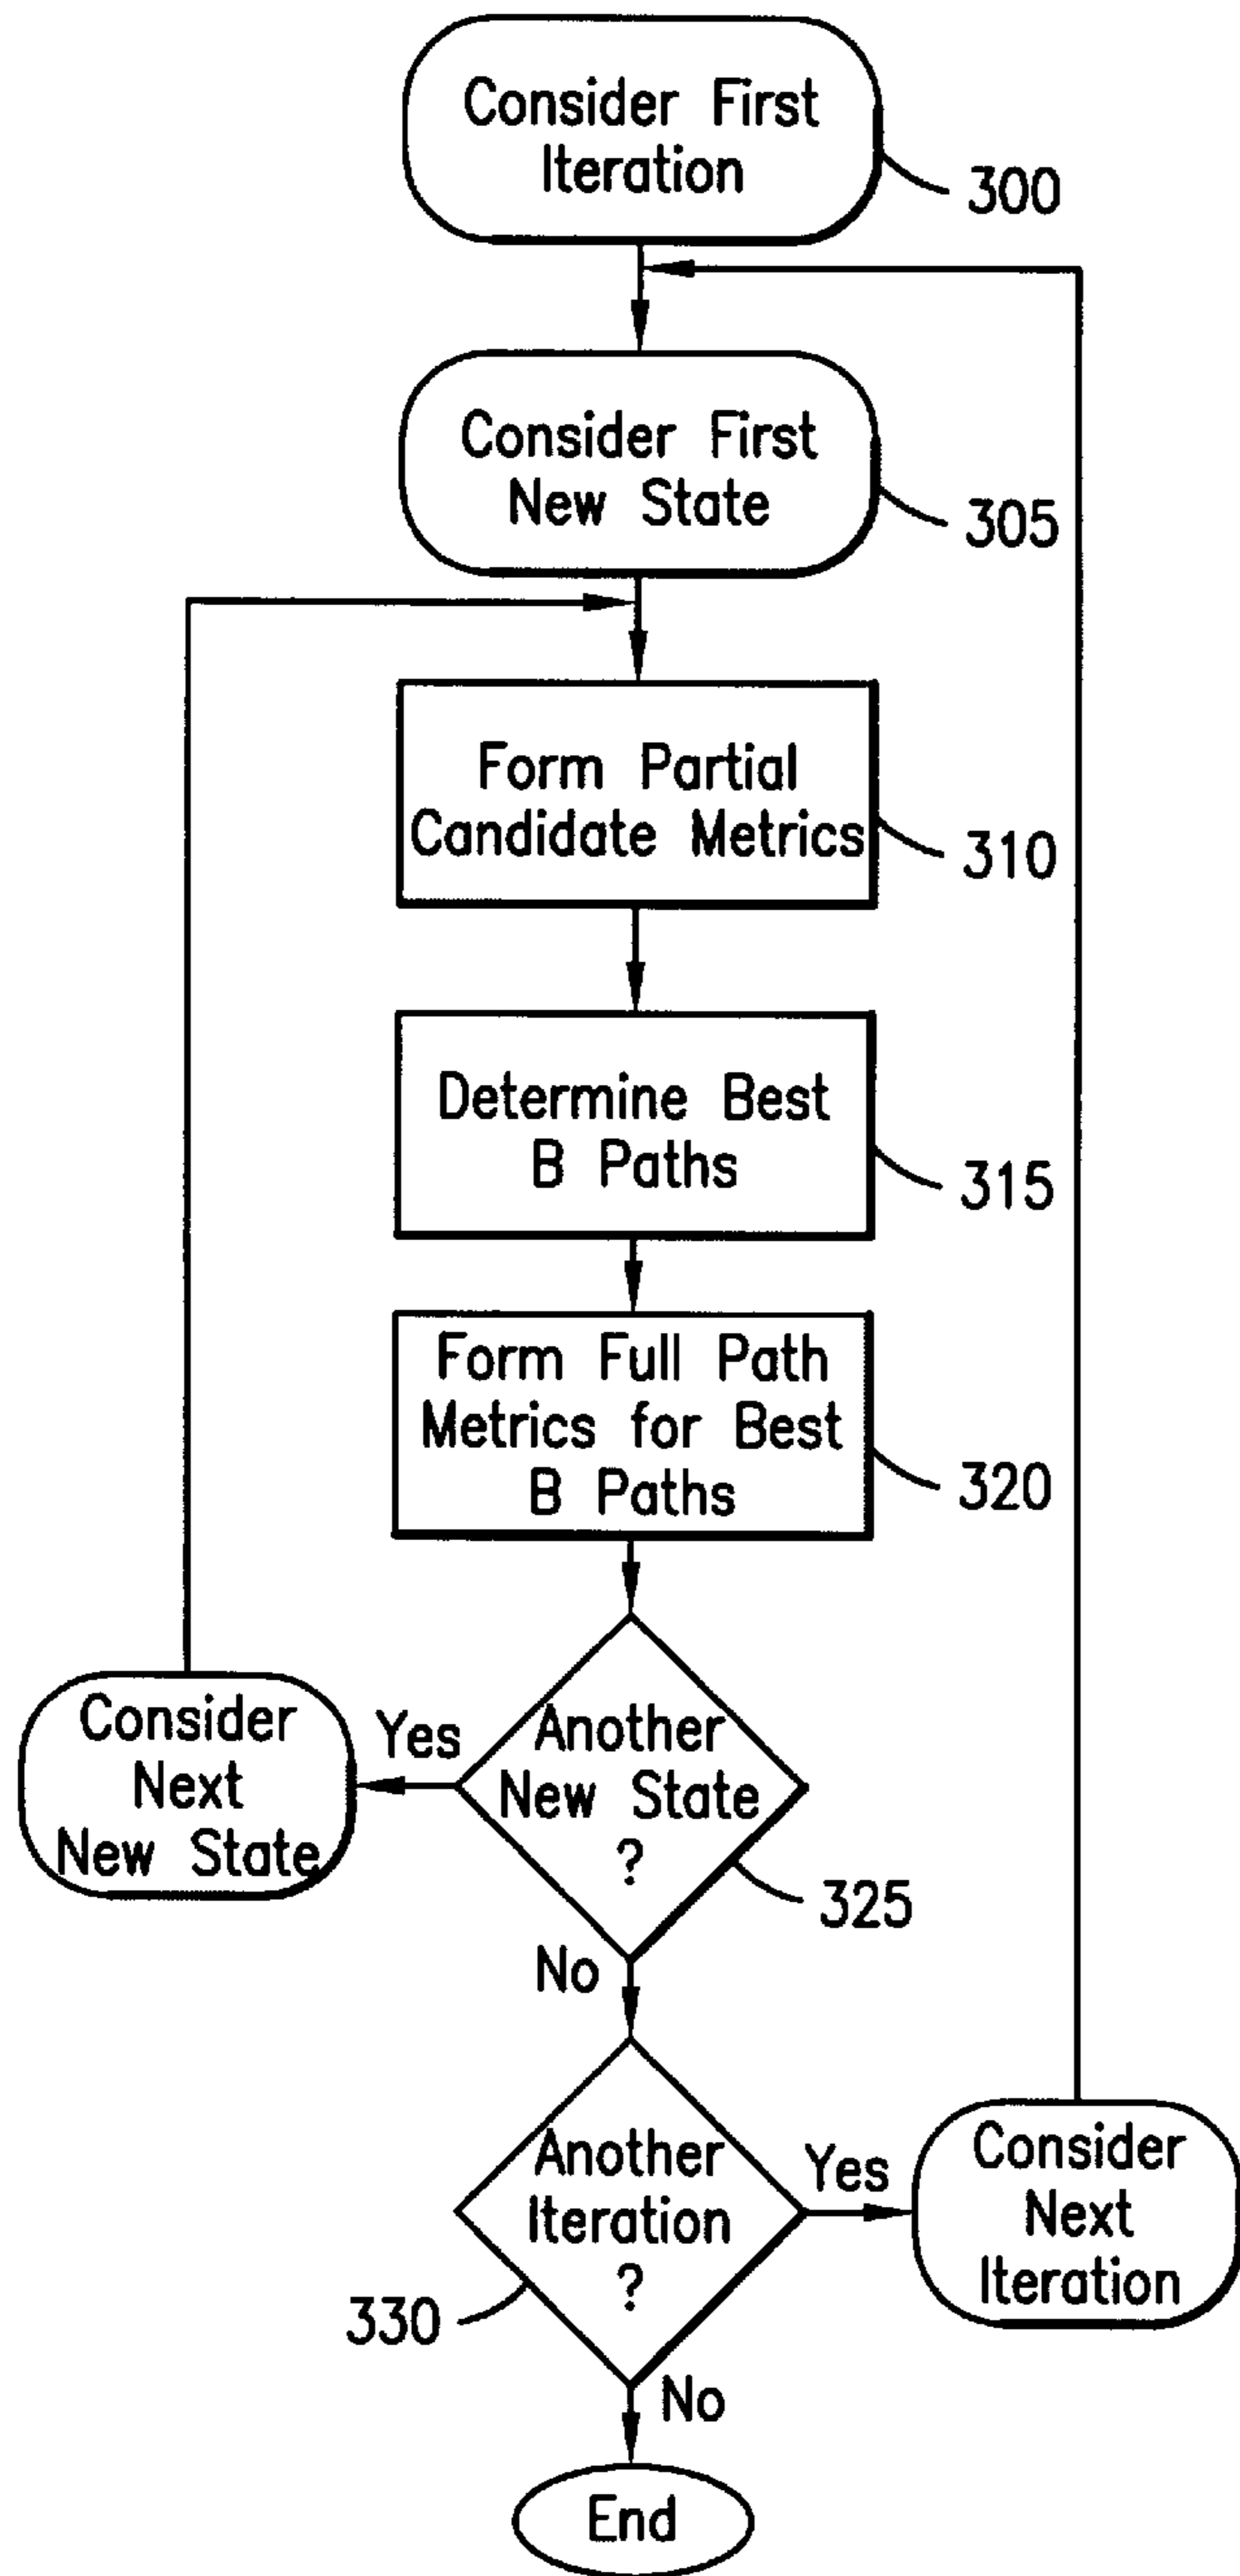 Consider First
Iteration
300
Consider First
New State
305
Form Partial
Candidate Metrics
310
Determine Best
B Paths
315
Form Full Path
Metrics for Best
B Paths
320
Another
New State
?
325
Yes
Consider
Next
New State
No
Another
Iteration
?
330
Yes
Consider
Next
Iteration
No
End